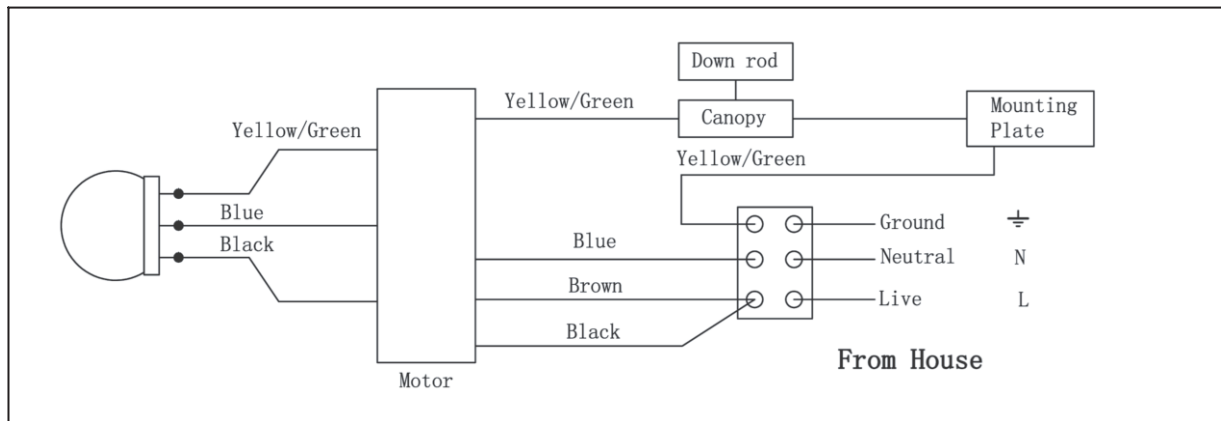 Down rod
Yellow/Green
Canopy
Mounting
Plate
Yellow/Green
Yellow/Green
Blue
Black
Ground
Blue
Neutral
N
Brown
Live
L
Black
From House
Motor